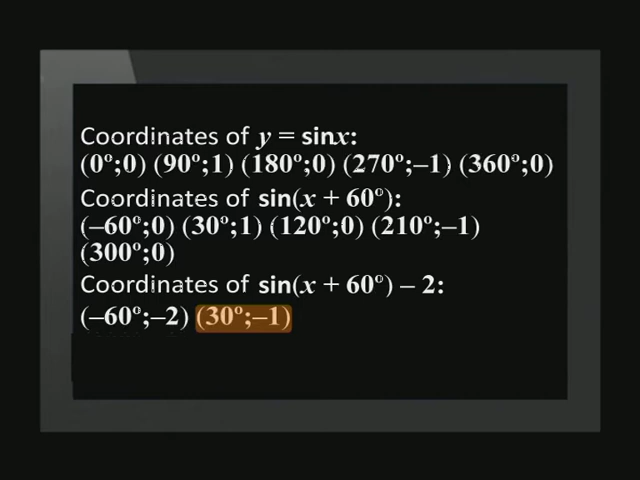 Coordinates of y = sinx:
(0º;0) (90º;1) (180º;0) (270º;–1) (360º;0)
Coordinates of sin(x + 60º):
(–60º;0) (30º;1) (120º;0) (210º;–1)
(300º;0)
Coordinates of sin(x + 60º) – 2:
(–60º;–2) (30º;–1)